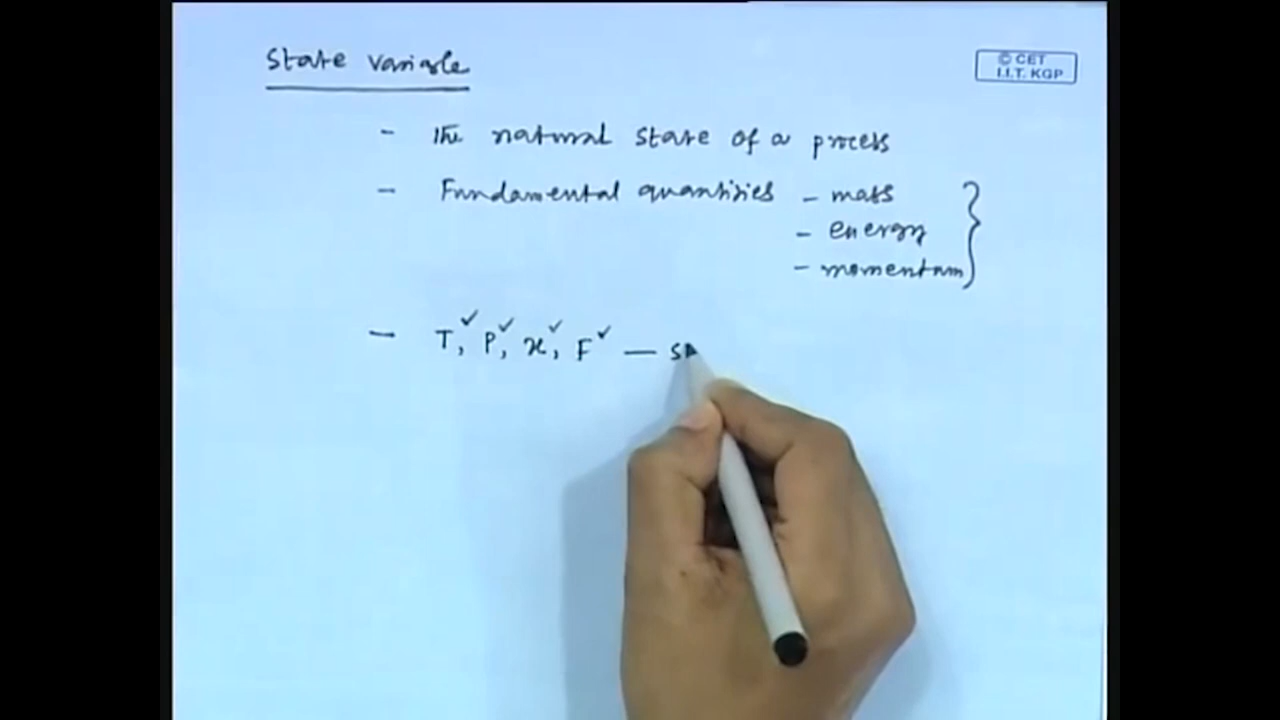 State variable
© CET
I.I.T. KGP
- The natural state of a process
- Fundamental quantities - mass
- energy
- momentum
- T, P, x, F — S